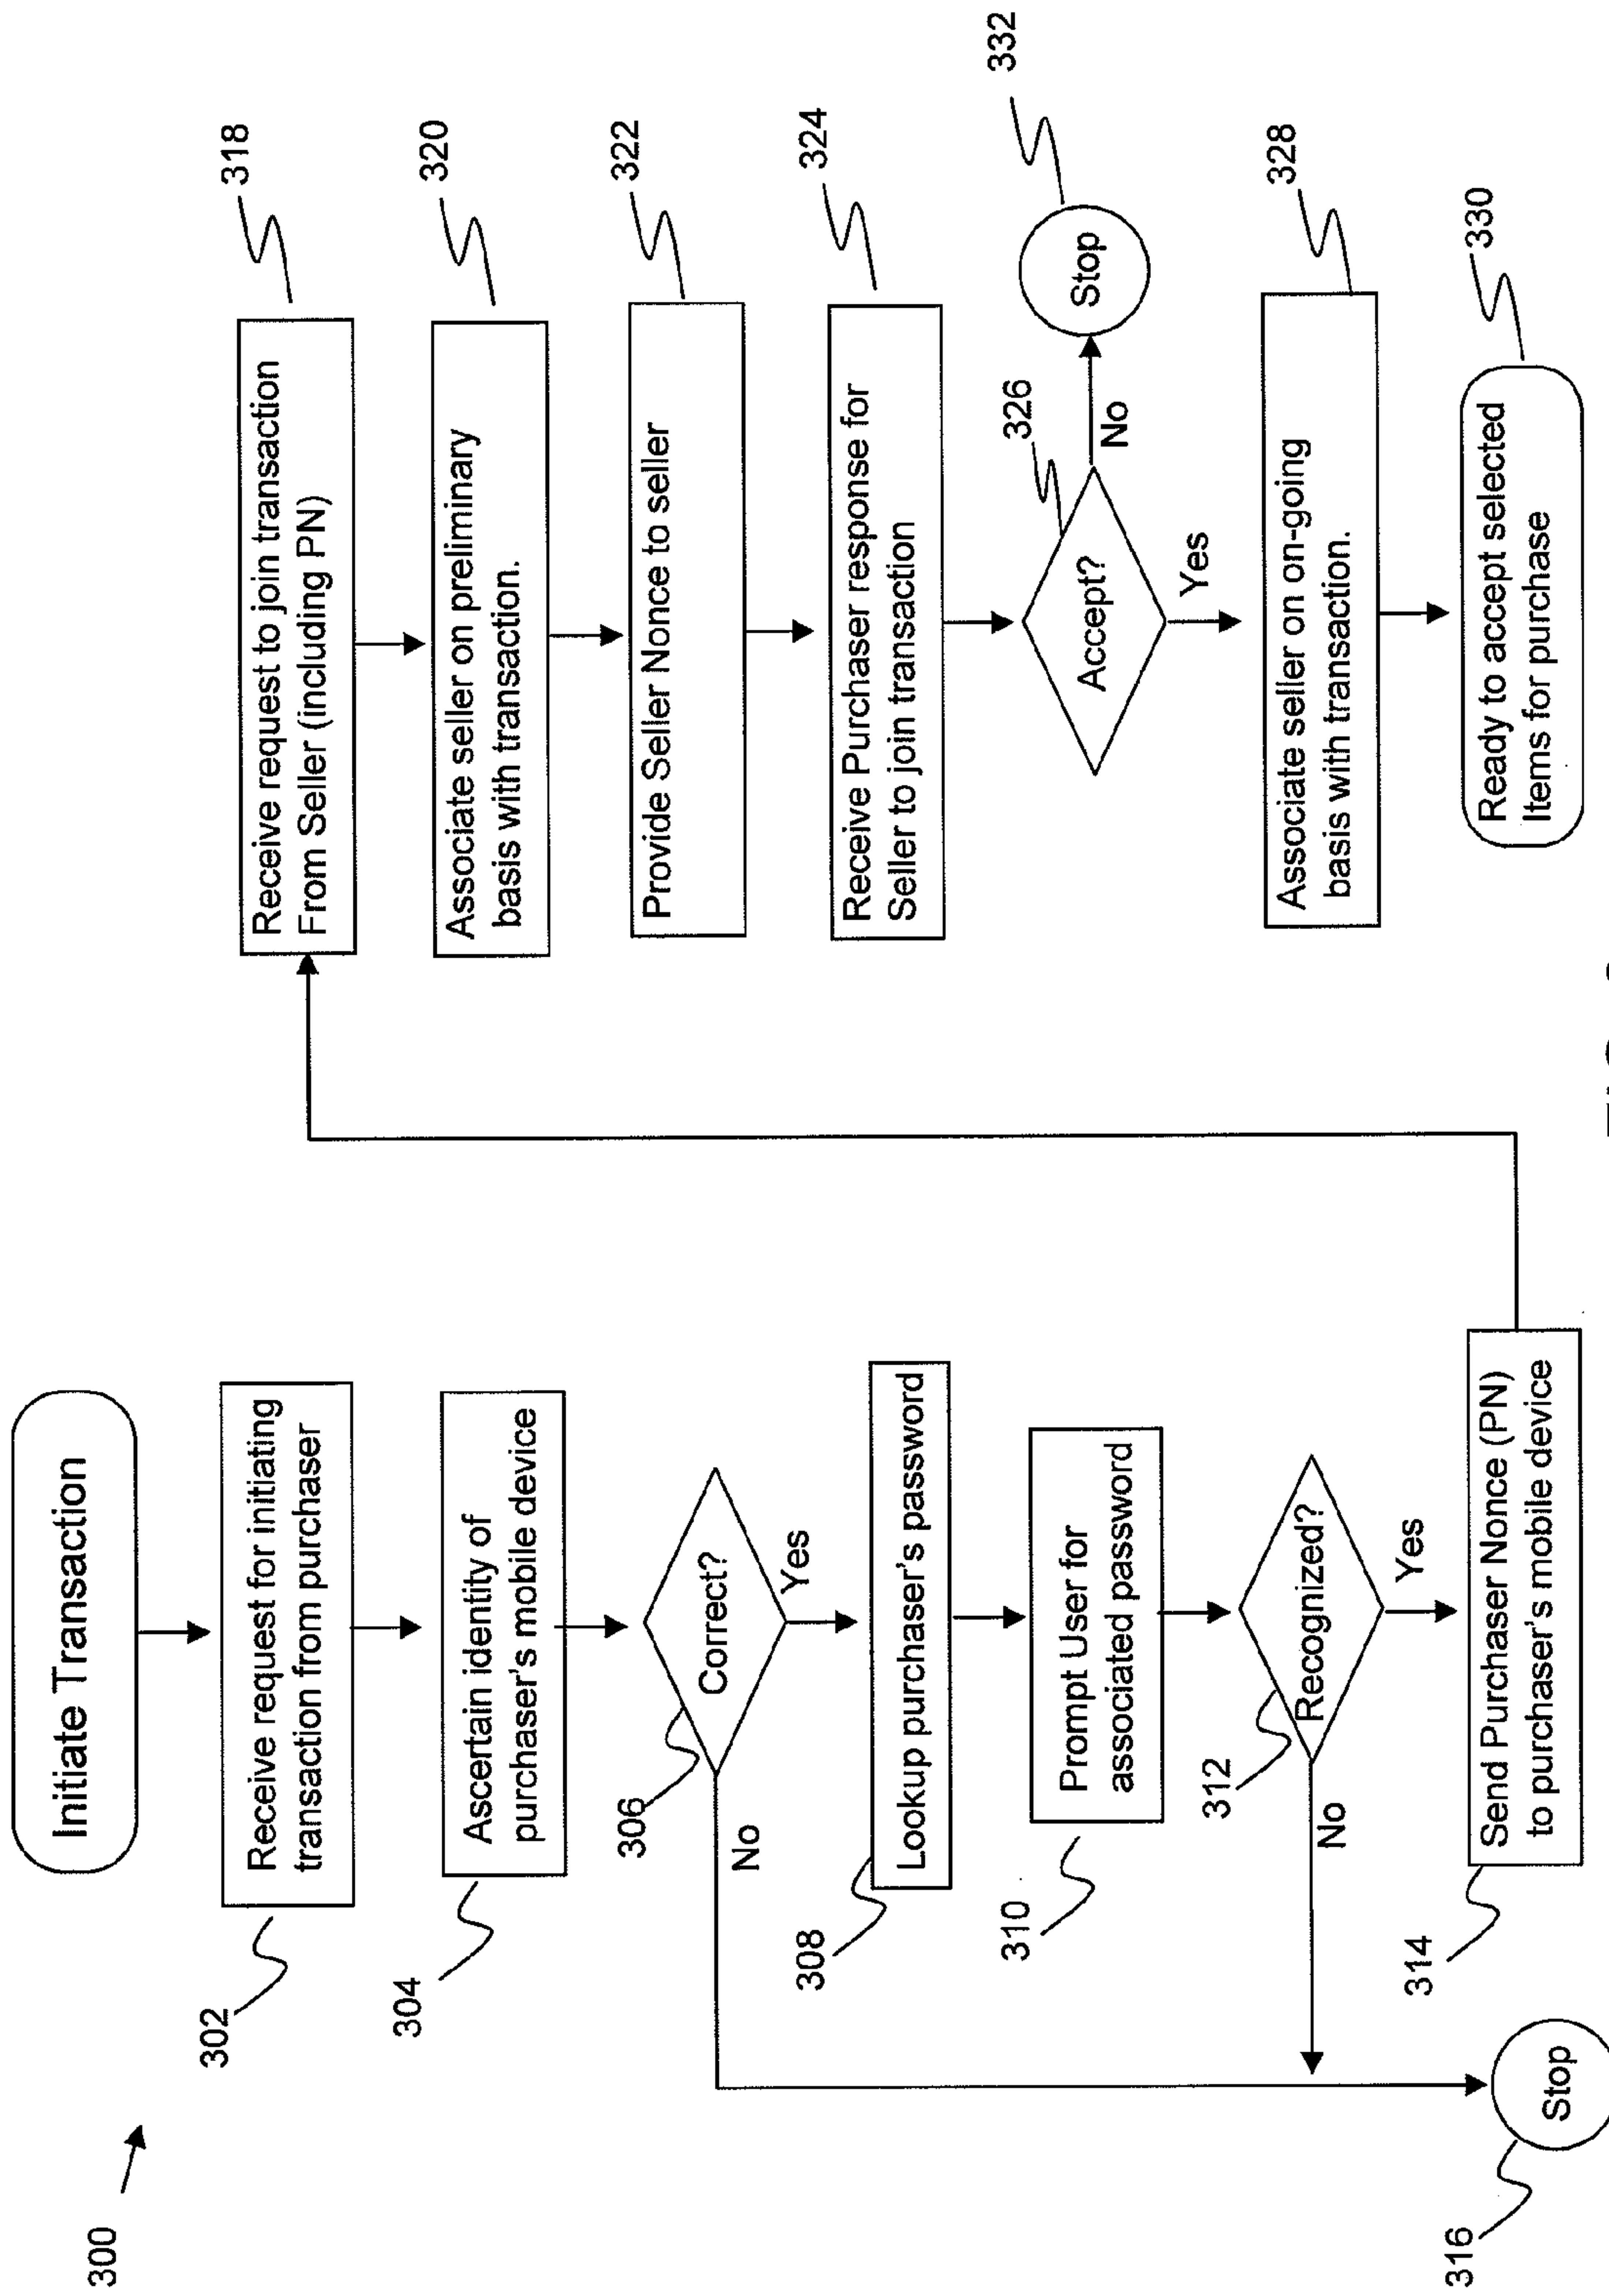 300
Initiate Transaction
302
Receive request for initiating
transaction from purchaser
304
Ascertain identity of
purchaser's mobile device
306
Correct?
No
Yes
308
Lookup purchaser's password
310
Prompt User for
associated password
312
Recognized?
No
Yes
314
Send Purchaser Nonce (PN)
to purchaser's mobile device
316
Stop
318
Receive request to join transaction
From Seller (including PN)
320
Associate seller on preliminary
basis with transaction.
322
Provide Seller Nonce to seller
324
Receive Purchaser response for
Seller to join transaction
326
Accept?
No
Stop
332
Yes
328
Associate seller on on-going
basis with transaction.
330
Ready to accept selected
Items for purchase